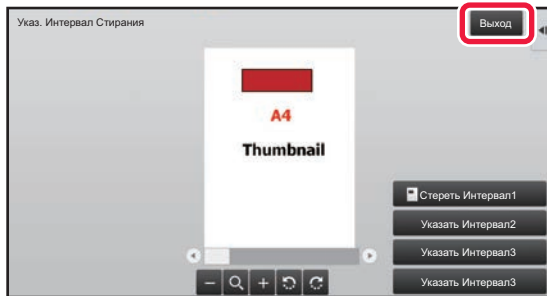 Указ. Интервал Стирания
Выход
A4
Thumbnail
Стереть Интервал1
Указать Интервал2
Указать Интервал3
Указать Интервал3